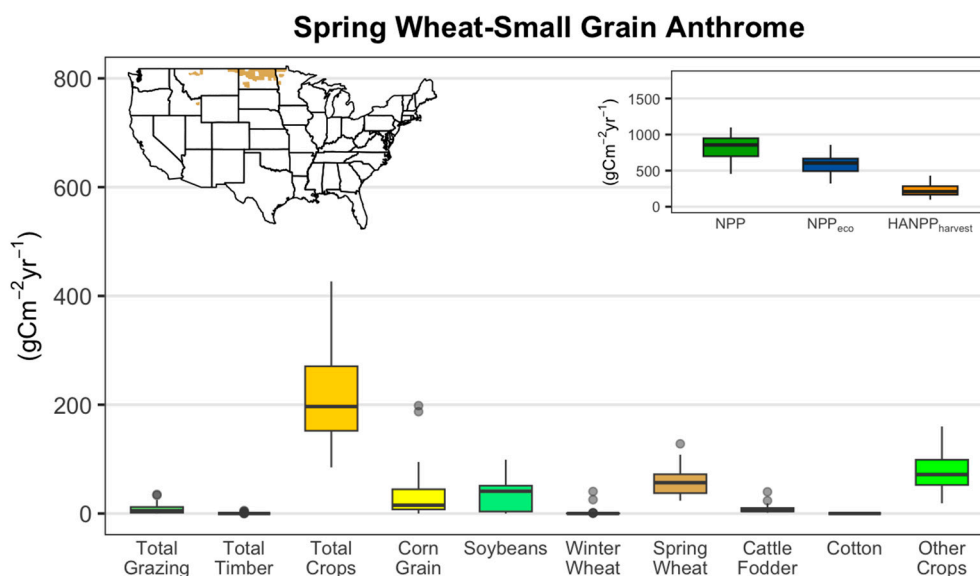 Spring Wheat-Small Grain Anthrome
(gCm⁻²yr⁻¹)
800
600
400
200
0
(gCm⁻²yr⁻¹)
1500
1000
500
0
NPP NPPeco HANPPharvest
Total Grazing
Total Timber
Total Crops
Corn Grain
Soybeans
Winter Wheat
Spring Wheat
Cattle Fodder
Cotton
Other Crops